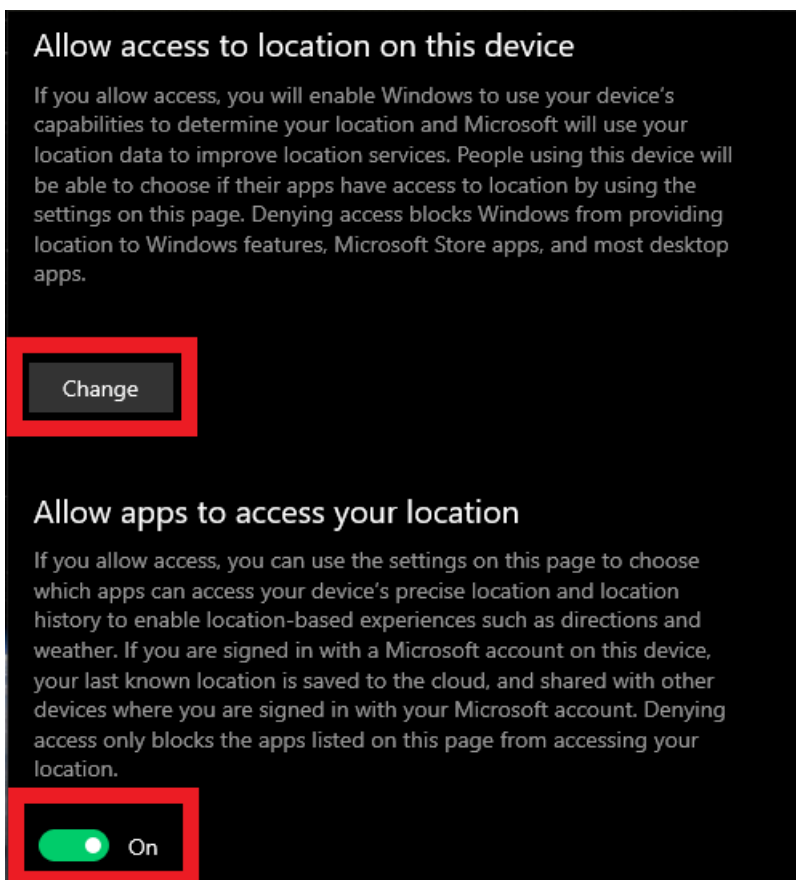 Allow access to location on this device
If you allow access, you will enable Windows to use your device's
capabilities to determine your location and Microsoft will use your
location data to improve location services. People using this device will
be able to choose if their apps have access to location by using the
settings on this page. Denying access blocks Windows from providing
location to Windows features, Microsoft Store apps, and most desktop
apps.
Change
Allow apps to access your location
If you allow access, you can use the settings on this page to choose
which apps can access your device's precise location and location
history to enable location-based experiences such as directions and
weather. If you are signed in with a Microsoft account on this device,
your last known location is saved to the cloud, and shared with other
devices where you are signed in with your Microsoft account. Denying
access only blocks the apps listed on this page from accessing your
location.
On